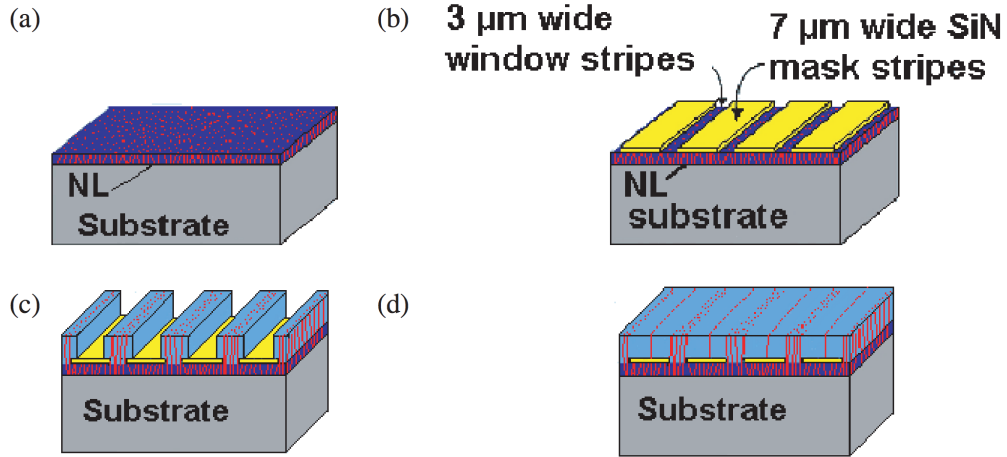 (a)
NL
Substrate
(b)
3 μm wide
window stripes
7 μm wide SiN
mask stripes
NL
substrate
(c)
Substrate
(d)
Substrate